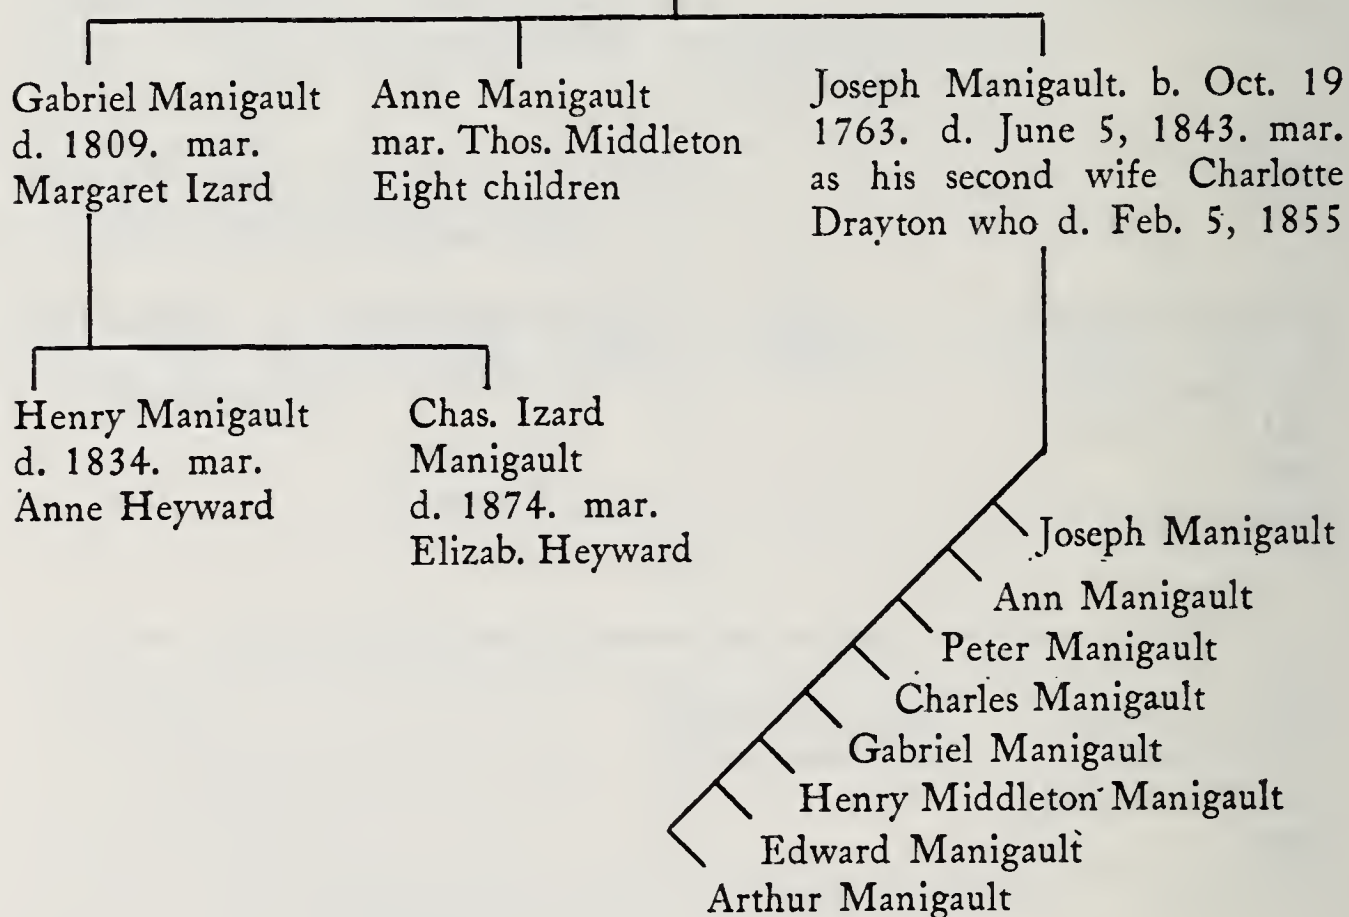 Gabriel Manigault
d. 1809. mar.
Margaret Izard
Anne Manigault
mar. Thos. Middleton
Eight children
Joseph Manigault. b. Oct. 19
1763. d. June 5, 1843. mar.
as his second wife Charlotte
Drayton who d. Feb. 5, 1855
Henry Manigault
d. 1834. mar.
Anne Heyward
Chas. Izard
Manigault
d. 1874. mar.
Elizab. Heyward
Joseph Manigault
Ann Manigault
Peter Manigault
Charles Manigault
Gabriel Manigault
Henry Middleton Manigault
Edward Manigault
Arthur Manigault